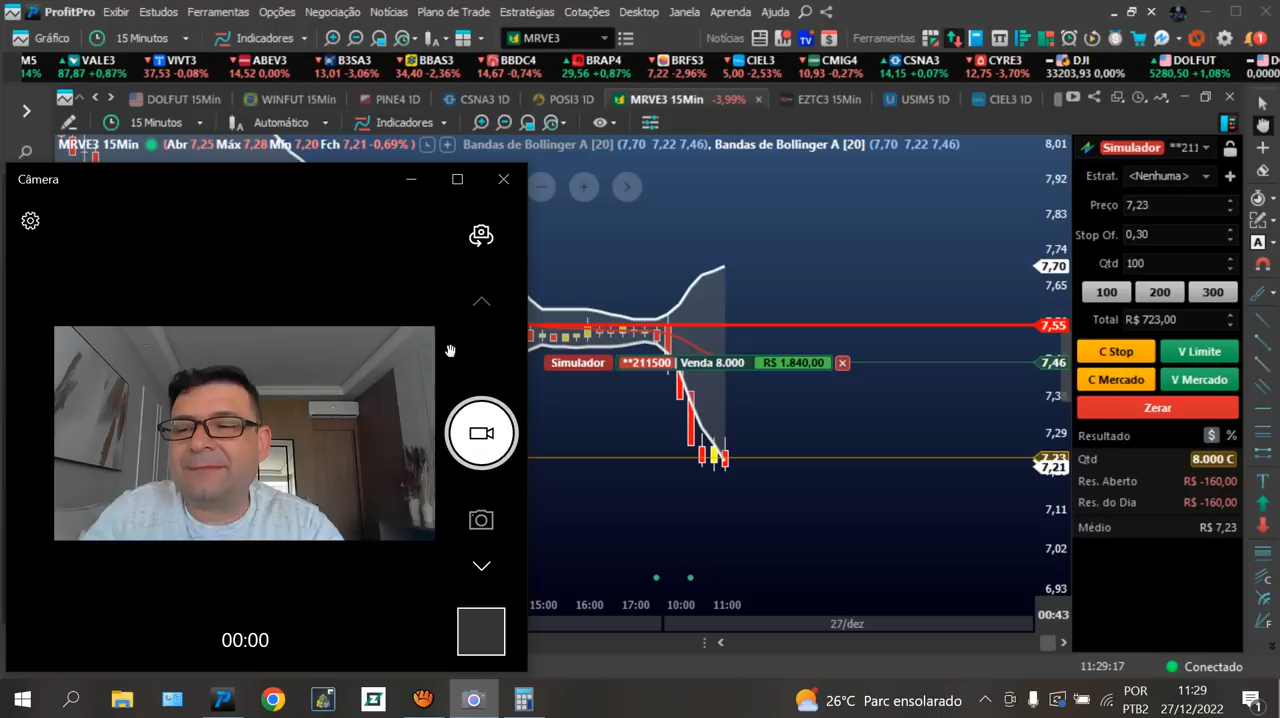 ProfitPro Exibir Estudos Ferramentas Opções Negociação Notícias Plano de Trade Estratégias Cotações Desktop Janela Aprenda Ajuda
Gráfico 15 Minutos Indicadores MRVE3 Notícias TV Ferramentas 1
M5 VALE3 VIVT3 ABEV3 B3SA3 BBAS3 BBDC4 BRAP4 BRFS3 CIEL3 CMIG4 CSNA3 CYRE3 DJI DOLFUT
14% 87,87 +0,87% 37,53 -0,08% 14,52 0,00% 13,01 -3,06% 34,40 -2,36% 14,67 -0,74% 29,56 +0,87% 7,22 -2,96% 5,00 -2,53% 10,93 -0,27% 14,15 +0,07% 12,75 -3,70% 33203,93 0,00% 5280,50 +1,08% 0,0000
DOLFUT 15Min WINFUT 15Min PINE4 1D CSNA3 1D POSI3 1D MRVE3 15Min -3,99% EZTC3 15Min USIM5 1D CIEL3 1D
15 Minutos Automático Indicadores
MRVE3 15Min (Abr 7,25 Máx 7,28 Mín 7,20 Fch 7,21 -0,69% ) Bandas de Bollinger A [20] (7,70 7,22 7,46), Bandas de Bollinger A [20] (7,70 7,22 7,46)
8,01
7,92
7,83
7,74
7,70
7,65
7,55
7,46
7,29
7,23
7,21
7,11
7,02
6,93
Câmera
00:00
Simulador **211500 | Venda 8.000 R$ 1.840,00
15:00 16:00 17:00 10:00 11:00
27/dez
00:43
Simulador **211
Estrat. <Nenhuma>
Preço 7,23
Stop Of. 0,30
Qtd 100
100 200 300
Total R$ 723,00
C Stop V Limite
C Mercado V Mercado
Zerar
Resultado $ %
Qtd 8.000 C
Res. Aberto R$ -160,00
Res. do Dia R$ -160,00
Médio R$ 7,23
11:29:17 Conectado
26°C Parc ensolarado
POR
PTB2
11:29
27/12/2022
1